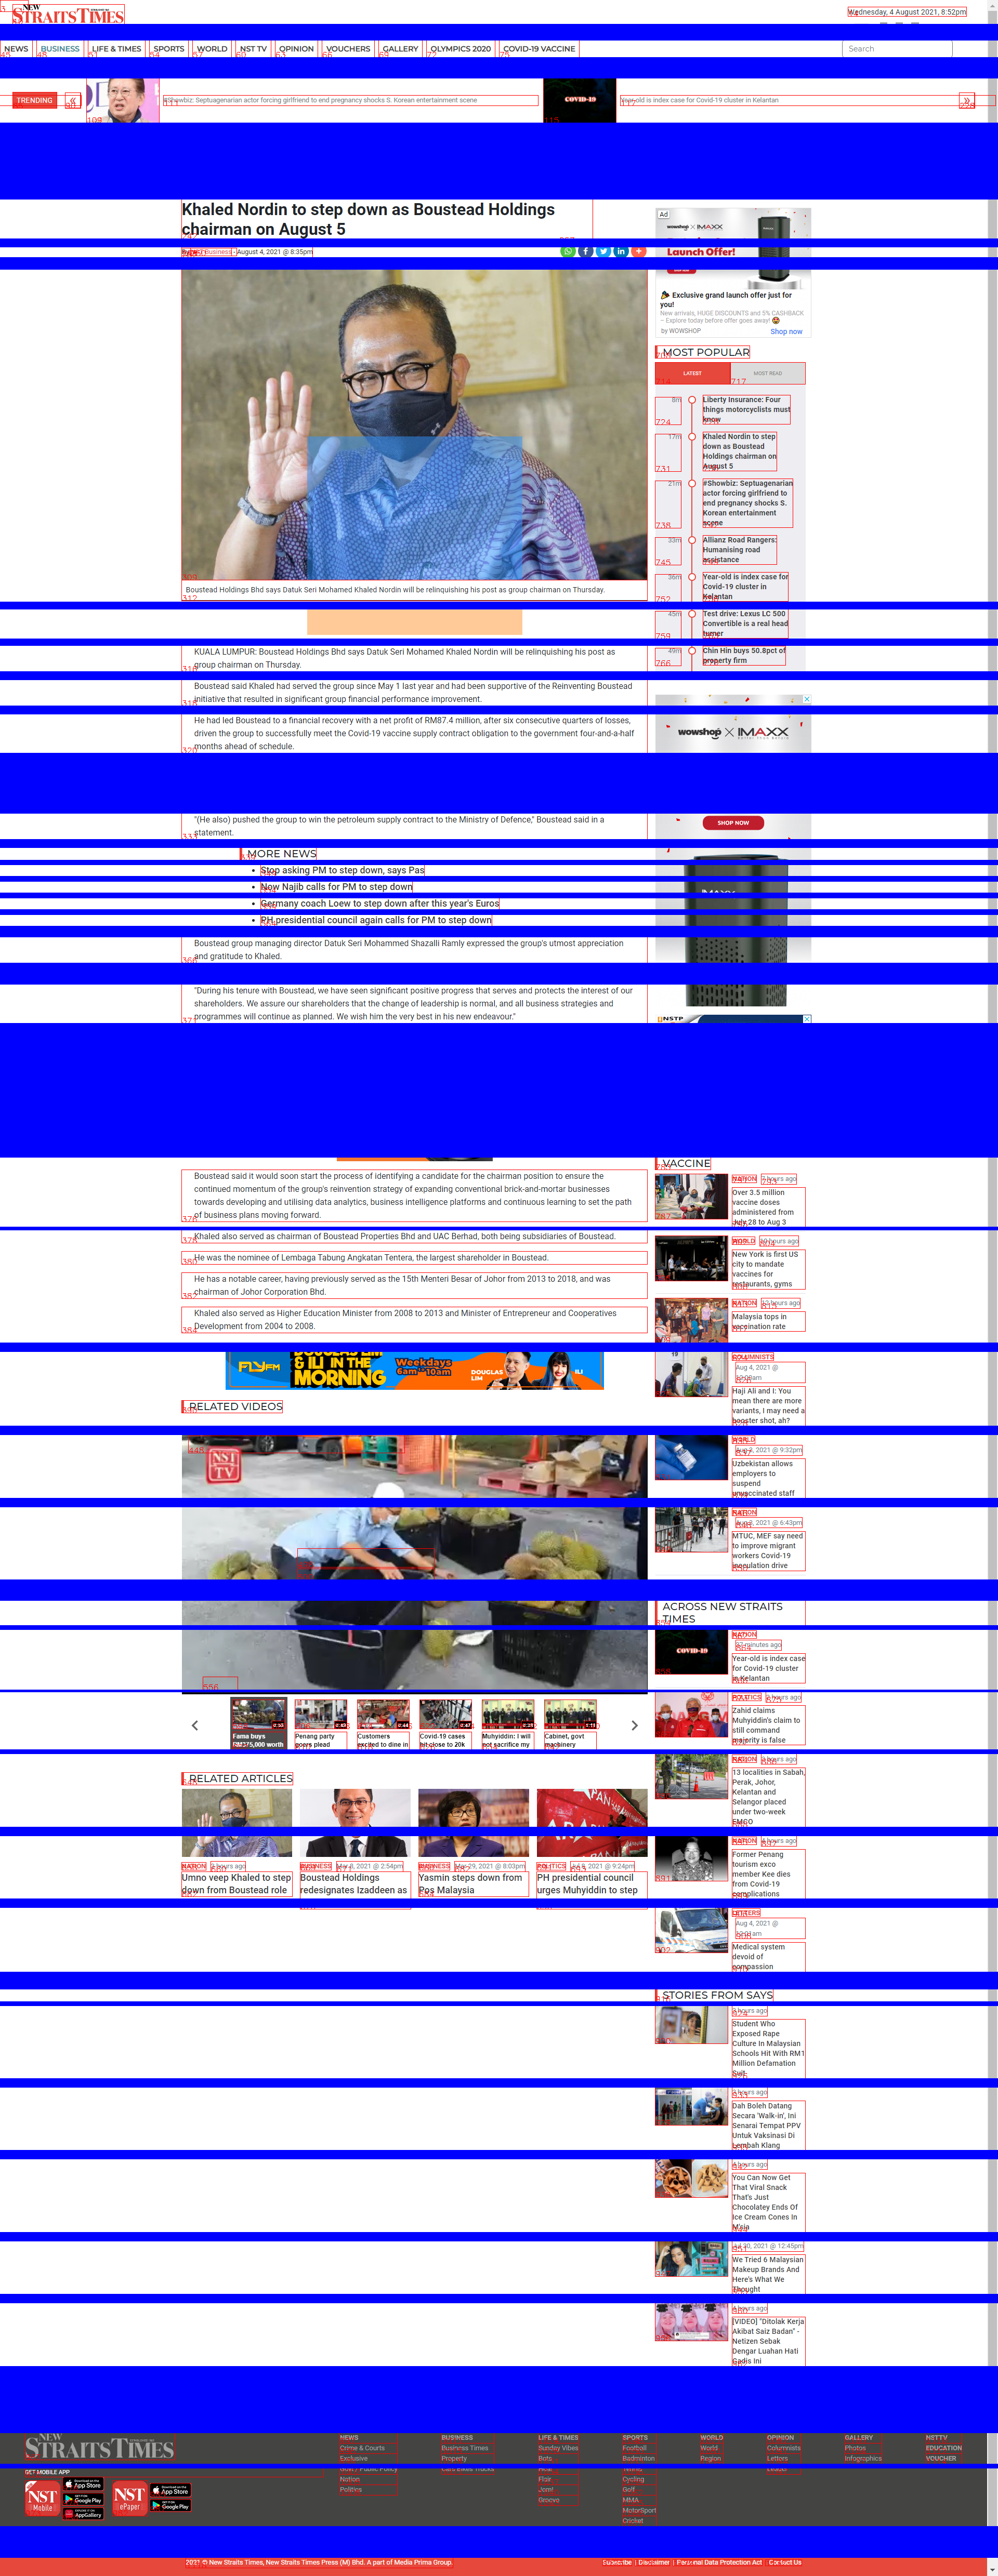 NEW
STRAITS TIMES
Wednesday, 4 August 2021, 8:52pm
NEWS
BUSINESS
LIFE & TIMES
SPORTS
WORLD
NST TV
OPINION
VOUCHERS
GALLERY
OLYMPICS 2020
COVID-19 VACCINE
Search
TRENDING
#Showbiz: Septuagenarian actor forcing girlfriend to end pregnancy shocks S. Korean entertainment scene
COVID-19
Year-old is index case for Covid-19 cluster in Kelantan
Khaled Nordin to step down as Boustead Holdings
chairman on August 5
Business - August 4, 2021 @ 8:35pm
Boustead Holdings Bhd says Datuk Seri Mohamed Khaled Nordin will be relinquishing his post as group chairman on Thursday.
KUALA LUMPUR: Boustead Holdings Bhd says Datuk Seri Mohamed Khaled Nordin will be relinquishing his post as
group chairman on Thursday.
Boustead said Khaled had served the group since May 1 last year and had been supportive of the Reinventing Boustead
initiative that resulted in significant group financial performance improvement.
He had led Boustead to a financial recovery with a net profit of RM87.4 million, after six consecutive quarters of losses,
driven the group to successfully meet the Covid-19 vaccine supply contract obligation to the government four-and-a-half
months ahead of schedule.
"(He also) pushed the group to win the petroleum supply contract to the Ministry of Defence," Boustead said in a
statement.
MORE NEWS
Stop asking PM to step down, says Pas
Now Najib calls for PM to step down
Germany coach Loew to step down after this year's Euros
PH presidential council again calls for PM to step down
Boustead group managing director Datuk Seri Mohammed Shazalli Ramly expressed the group's utmost appreciation
and gratitude to Khaled.
"During his tenure with Boustead, we have seen significant positive progress that serves and protects the interest of our
shareholders. We assure our shareholders that the change of leadership is normal, and all business strategies and
programmes will continue as planned. We wish him the very best in his new endeavour."
Boustead said it would soon start the process of identifying a candidate for the chairman position to ensure the
continued momentum of the group's reinvention strategy of expanding conventional brick-and-mortar businesses
towards developing and utilising data analytics, business intelligence platforms and continuous learning to set the path
of business plans moving forward.
Khaled also served as chairman of Boustead Properties Bhd and UAC Berhad, both being subsidiaries of Boustead.
He was the nominee of Lembaga Tabung Angkatan Tentera, the largest shareholder in Boustead.
He has a notable career, having previously served as the 15th Menteri Besar of Johor from 2013 to 2018, and was
chairman of Johor Corporation Bhd.
Khaled also served as Higher Education Minister from 2008 to 2013 and Minister of Entrepreneur and Cooperatives
Development from 2004 to 2008.
FLY FM
DOUGLAS LIM
& ILI IN THE
MORNING
Weekdays
6am - 10am
DOUGLAS
LIM
ILI
RELATED VIDEOS
NST
TV
Fama buys
RM375,000 worth
Penang party
goers plead
Customers
excited to dine in
Covid-19 cases
hit close to 20k
Muhyiddin: I will
not sacrifice my
Cabinet, govt
machinery
RELATED ARTICLES
NATION
Umno veep Khaled to step
down from Boustead role
BUSINESS
2:54pm
Boustead Holdings
redesignates Izaddeen as
BUSINESS
8:03pm
Yasmin steps down from
Pos Malaysia
POLITICS
9:24pm
PH presidential council
urges Muhyiddin to step
Ad
wowshop X IMAXX
Launch Offer!
Exclusive grand launch offer just for
you!
New arrivals, HUGE DISCOUNTS and 5% CASHBACK
– Explore today before offer goes away!
by WOWSHOP
Shop now
MOST POPULAR
LATEST
MOST READ
8m
Liberty Insurance: Four
things motorcyclists must
know
17m
Khaled Nordin to step
down as Boustead
Holdings chairman on
August 5
21m
#Showbiz: Septuagenarian
actor forcing girlfriend to
end pregnancy shocks S.
Korean entertainment
scene
33m
Allianz Road Rangers:
Humanising road
assistance
36m
Year-old is index case for
Covid-19 cluster in
Kelantan
45m
Test drive: Lexus LC 500
Convertible is a real head
turner
49m
Chin Hin buys 50.8pct of
property firm
wowshop X IMAXX
SHOP NOW
IMAXX
NSTP
VACCINE
NATION
hours ago
Over 3.5 million
vaccine doses
administered from
July 28 to Aug 3
WORLD
hours ago
New York is first US
city to mandate
vaccines for
restaurants, gyms
NATION
hours ago
Malaysia tops in
vaccination rate
COLUMNISTS
Aug 4, 2021 @
Haji Ali and I: You
mean there are more
variants, I may need a
booster shot, ah?
WORLD
Aug 3, 2021 @ 9:32pm
Uzbekistan allows
employers to
suspend
unvaccinated staff
NATION
Aug 3, 2021 @ 6:43pm
MTUC, MEF say need
to improve migrant
workers Covid-19
inoculation drive
ACROSS NEW STRAITS
TIMES
NATION
minutes ago
COVID-19
Year-old is index case
for Covid-19 cluster
in Kelantan
POLITICS
hours ago
Zahid claims
Muhyiddin's claim to
still command
majority is false
NATION
hours ago
13 localities in Sabah,
Perak, Johor,
Kelantan and
Selangor placed
under two-week
EMCO
NATION
hours ago
Former Penang
tourism exco
member Kee dies
from Covid-19
complications
LETTERS
Aug 4, 2021 @
Medical system
devoid of
compassion
STORIES FROM SAYS
hours ago
Student Who
Exposed Rape
Culture In Malaysian
Schools Hit With RM1
Million Defamation
Suit
hours ago
Dah Boleh Datang
Secara 'Walk-in', Ini
Senarai Tempat PPV
Untuk Vaksinasi Di
Lembah Klang
hours ago
You Can Now Get
That Viral Snack
That's Just
Chocolatey Ends Of
Ice Cream Cones In
M'sia
2021 @ 12:45pm
We Tried 6 Malaysian
Makeup Brands And
Here's What We
Thought
hours ago
[VIDEO] "Ditolak Kerja
Akibat Saiz Badan" -
Netizen Sebak
Dengar Luahan Hati
Gadis Ini
NEW
STRAITS TIMES
GET MOBILE APP
NST
Mobile
App Store
Google Play
AppGallery
NST
ePaper
App Store
Google Play
NEWS
Crime & Courts
Exclusive
Govt / Public Policy
Nation
Politics
BUSINESS
Business Times
Property
Cars Bikes Trucks
LIFE & TIMES
Sunday Vibes
Bots
Heal
Flair
Jom!
Groove
SPORTS
Football
Badminton
Tennis
Cycling
Golf
MMA
MotorSport
Cricket
WORLD
World
Region
OPINION
Columnists
Letters
Leader
GALLERY
Photos
Infographics
NSTTV
EDUCATION
VOUCHER
2021 © New Straits Times, New Straits Times Press (M) Bhd. A part of Media Prima Group.
Subscribe | Disclaimer | Personal Data Protection Act | Contact Us